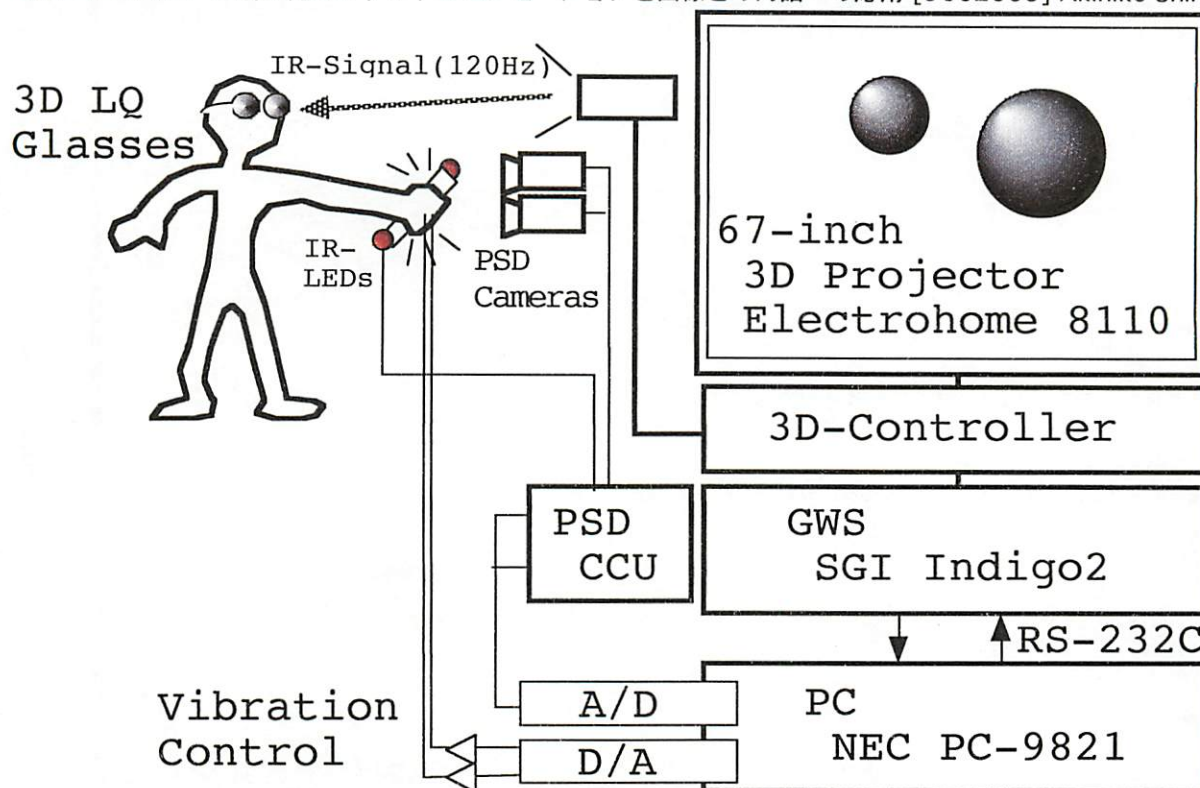 IR-Signal(120Hz)
3D LQ
Glasses
IR-
LEDs
PSD
Cameras
67-inch
3D Projector
Electrohome 8110
3D-Controller
PSD
CCU
GWS
SGI Indigo2
RS-232C
A/D
D/A
PC
NEC PC-9821
Vibration
Control